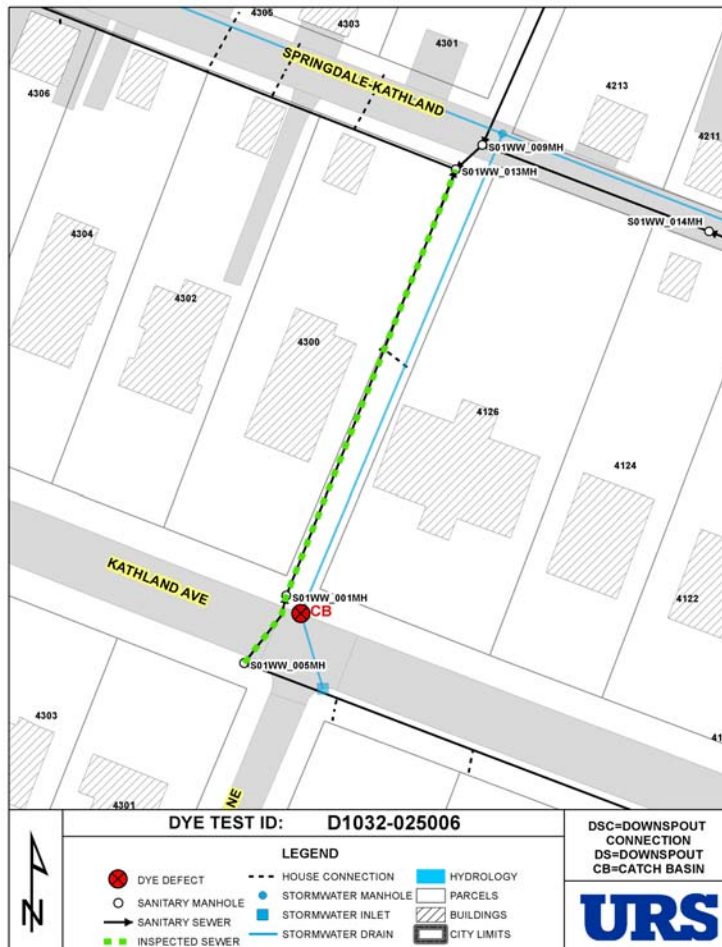 4305
4303
4301
4306
SPRINGDALE-KATHLAND
4213
4211
S01WW_009MH
S01WW_013MH
S01WW_014MH
4304
4302
4300
4126
4124
KATHLAND AVE
S01WW_001MH
CB
4122
S01WW_005MH
4303
4301
NE
DYE TEST ID: D1032-025006
LEGEND
DYE DEFECT
SANITARY MANHOLE
SANITARY SEWER
INSPECTED SEWER
HOUSE CONNECTION
STORMWATER MANHOLE
STORMWATER INLET
STORMWATER DRAIN
HYDROLOGY
PARCELS
BUILDINGS
CITY LIMITS
N
DSC=DOWNSPOUT
CONNECTION
DS=DOWNSPOUT
CB=CATCH BASIN
URS